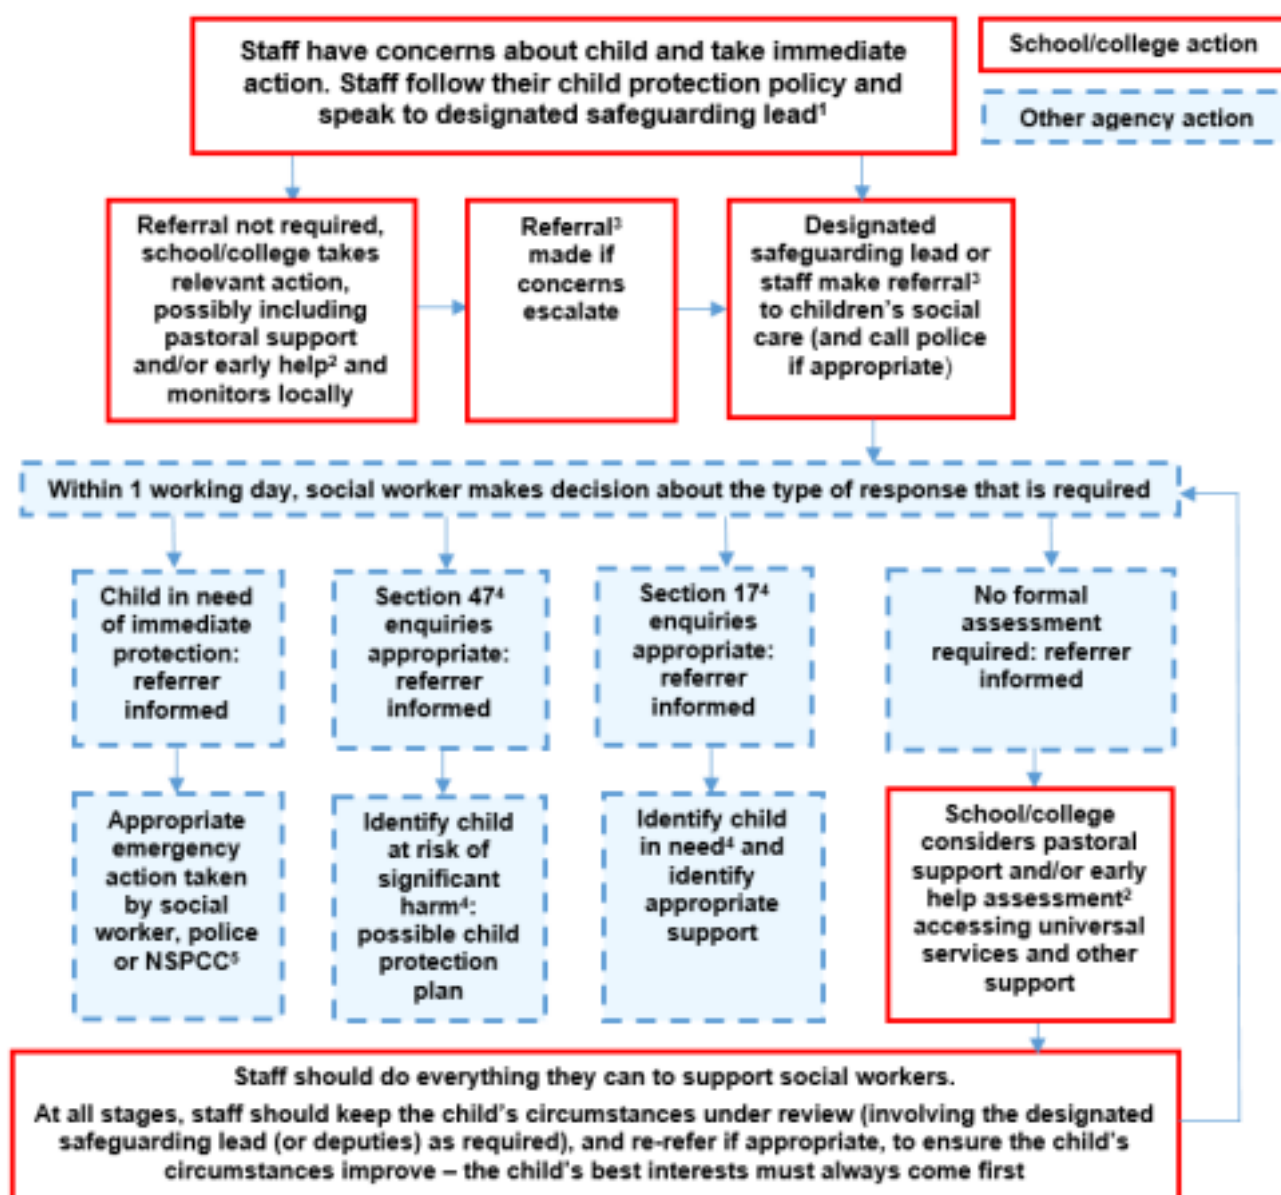 Staff have concerns about child and take immediate
action. Staff follow their child protection policy and
speak to designated safeguarding lead¹
School/college action
Other agency action
Referral not required,
school/college takes
relevant action,
possibly including
pastoral support
and/or early help² and
monitors locally
Referral³
made if
concerns
escalate
Designated
safeguarding lead or
staff make referral³
to children's social
care (and call police
if appropriate)
Within 1 working day, social worker makes decision about the type of response that is required
Child in need
of immediate
protection:
referrer
informed
Section 47⁴
enquiries
appropriate:
referrer
informed
Section 17⁴
enquiries
appropriate:
referrer
informed
No formal
assessment
required: referrer
informed
Appropriate
emergency
action taken
by social
worker, police
or NSPCC⁵
Identify child
at risk of
significant
harm⁴:
possible child
protection
plan
Identify child
in need⁴ and
identify
appropriate
support
School/college
considers pastoral
support and/or early
help assessment²
accessing universal
services and other
support
Staff should do everything they can to support social workers.
At all stages, staff should keep the child's circumstances under review (involving the designated
safeguarding lead (or deputies) as required), and re-refer if appropriate, to ensure the child's
circumstances improve – the child's best interests must always come first